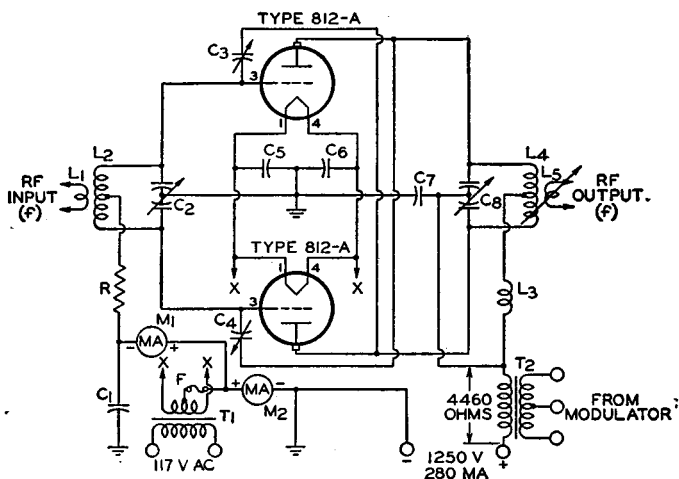 TYPE 812-A
C3
3
1
4
L1
L2
RF
INPUT
(f)
C2
C5
C6
C7
C8
L4
L5
RF
OUTPUT
(f)
TYPE 812-A
1
4
X
X
3
R
C4
L3
M1
- MA +
X
X
F
+ MA -
M2
C1
T1
117 V AC
-
4460
OHMS
T2
FROM
MODULATOR
+
1250 V
280 MA